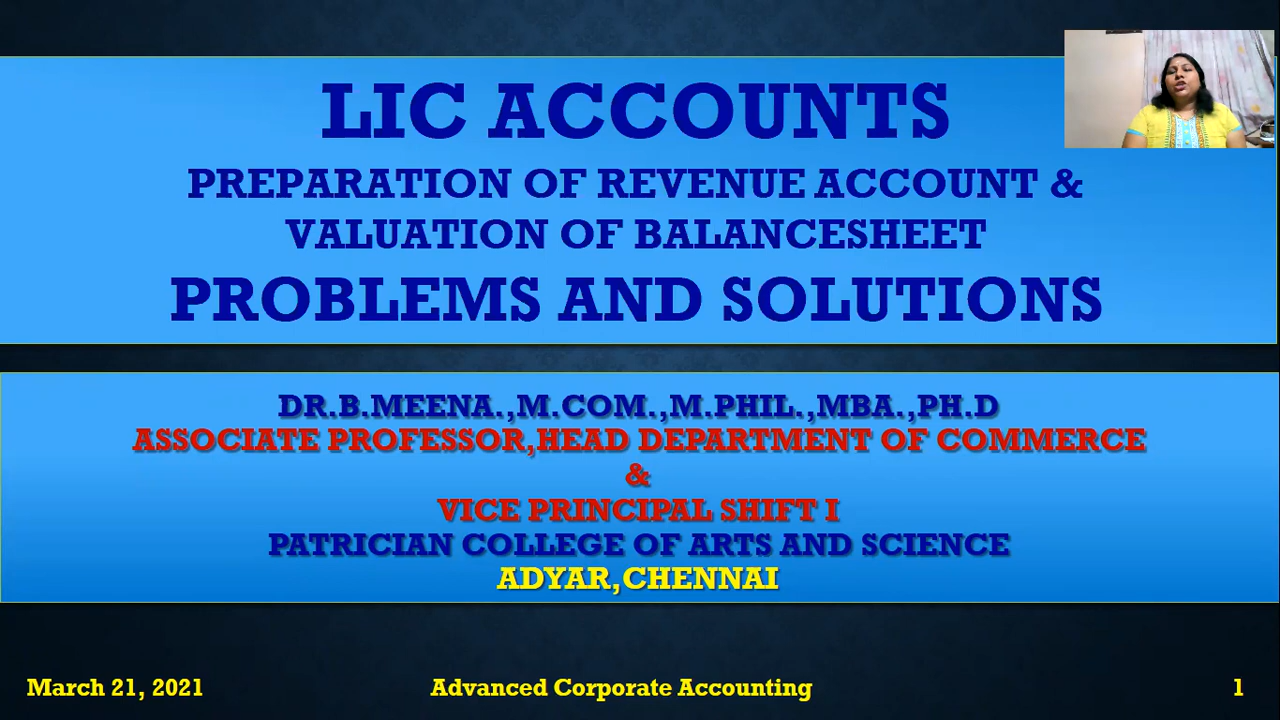 LIC ACCOUNTS
PREPARATION OF REVENUE ACCOUNT &
VALUATION OF BALANCESHEET
PROBLEMS AND SOLUTIONS
DR.B.MEENA.,M.COM.,M.PHIL.,MBA.,PH.D
ASSOCIATE PROFESSOR,HEAD DEPARTMENT OF COMMERCE
&
VICE PRINCIPAL SHIFT I
PATRICIAN COLLEGE OF ARTS AND SCIENCE
ADYAR,CHENNAI
March 21, 2021
Advanced Corporate Accounting
1